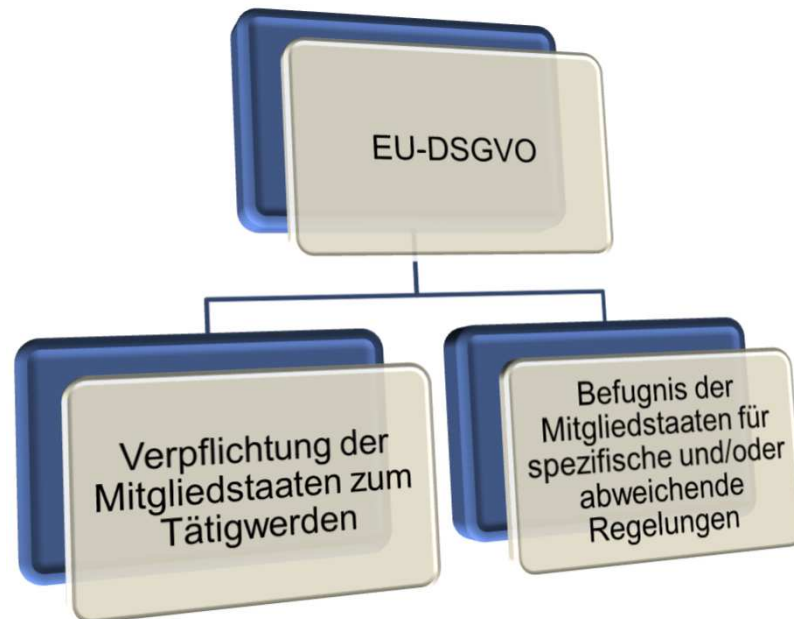 EU-DSGVO
Verpflichtung der
Mitgliedstaaten zum
Tätigwerden
Befugnis der
Mitgliedstaaten für
spezifische und/oder
abweichende
Regelungen